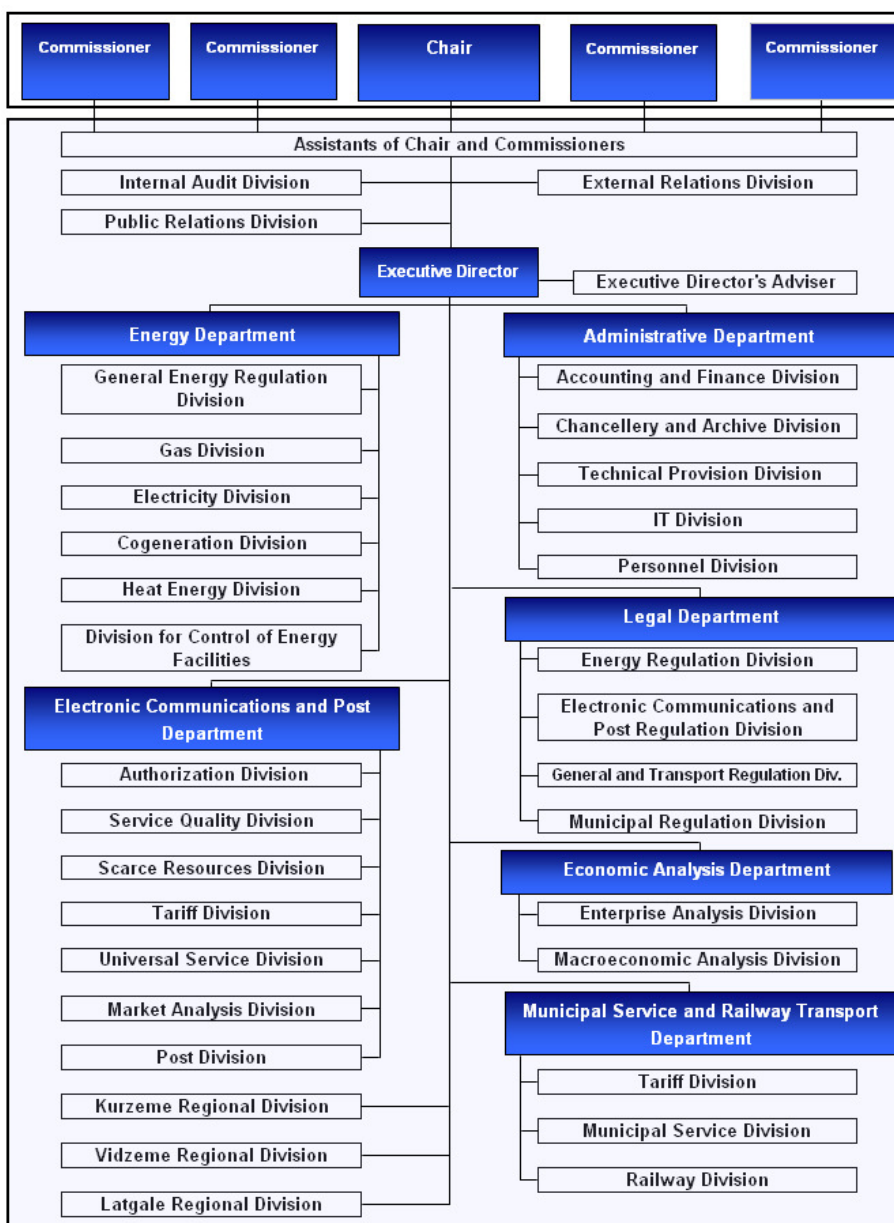 Commissioner
Commissioner
Chair
Commissioner
Commissioner
Assistants of Chair and Commissioners
Internal Audit Division
External Relations Division
Public Relations Division
Executive Director
Executive Director's Adviser
Energy Department
General Energy Regulation
Division
Gas Division
Electricity Division
Cogeneration Division
Heat Energy Division
Division for Control of Energy
Facilities
Administrative Department
Accounting and Finance Division
Chancellery and Archive Division
Technical Provision Division
IT Division
Personnel Division
Legal Department
Energy Regulation Division
Electronic Communications and
Post Regulation Division
General and Transport Regulation Div.
Municipal Regulation Division
Electronic Communications and Post
Department
Authorization Division
Service Quality Division
Scarce Resources Division
Tariff Division
Universal Service Division
Market Analysis Division
Post Division
Economic Analysis Department
Enterprise Analysis Division
Macroeconomic Analysis Division
Municipal Service and Railway Transport
Department
Tariff Division
Municipal Service Division
Railway Division
Kurzeme Regional Division
Vidzeme Regional Division
Latgale Regional Division